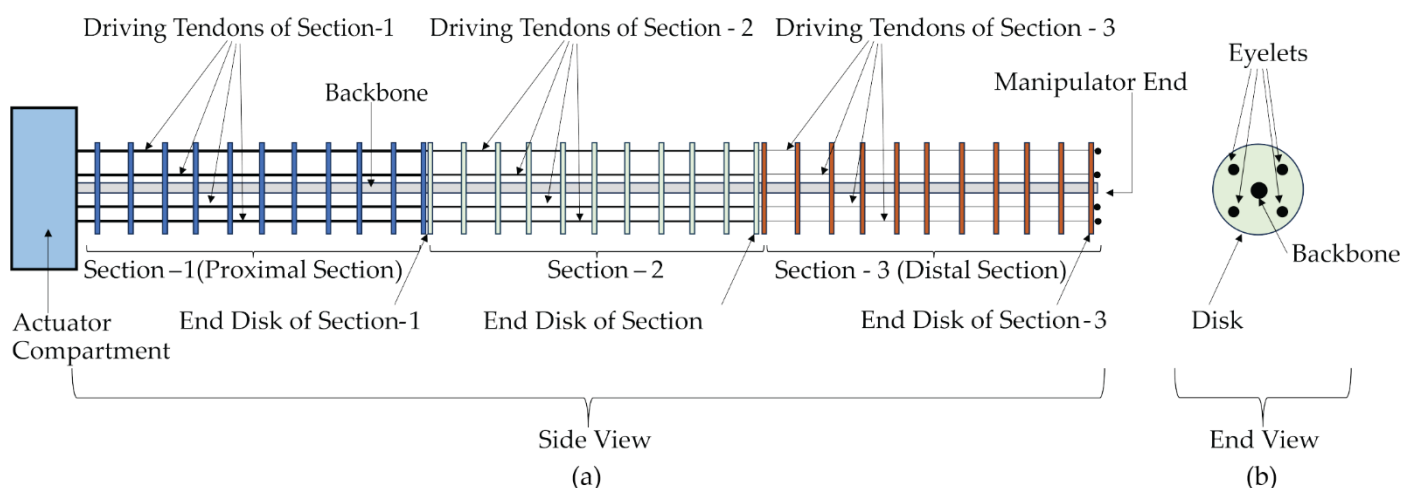 Driving Tendons of Section-1
Driving Tendons of Section - 2
Driving Tendons of Section - 3
Eyelets
Backbone
Manipulator End
Section –1(Proximal Section)
Section – 2
Section - 3 (Distal Section)
Backbone
Actuator
Compartment
End Disk of Section-1
End Disk of Section
End Disk of Section-3
Disk
Side View
End View
(a)
(b)